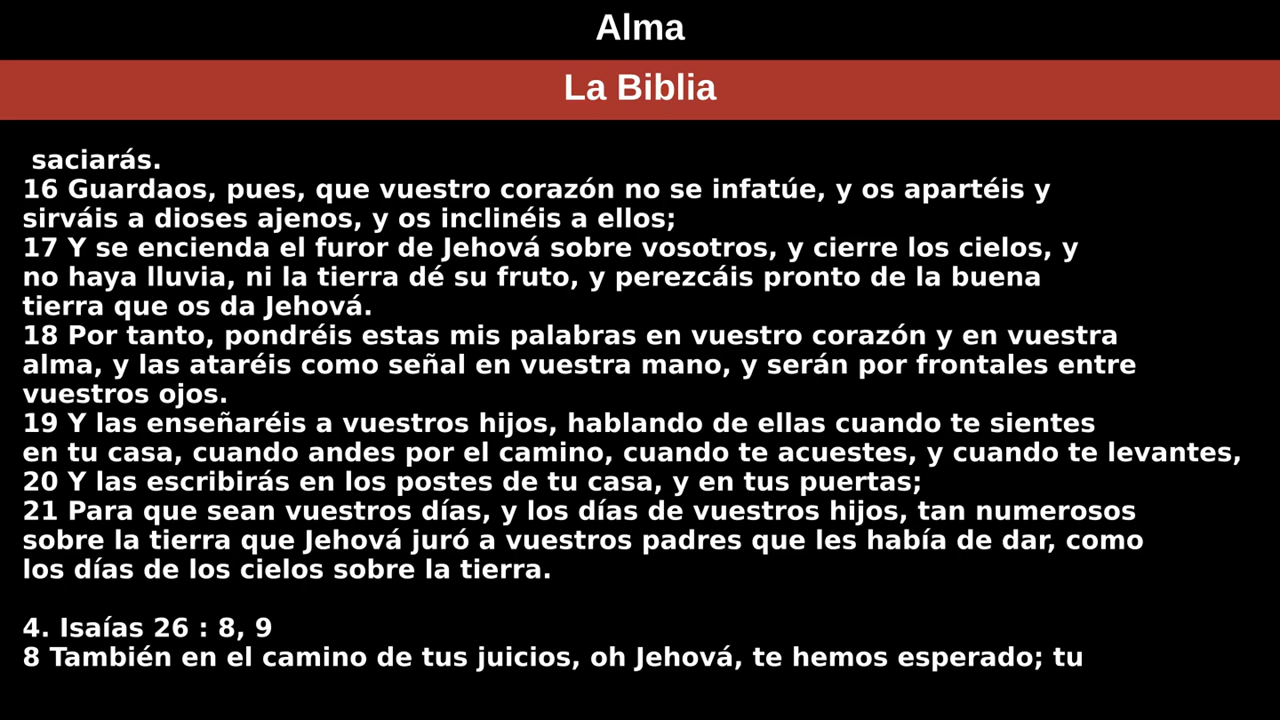 Alma
La Biblia
saciarás.
16 Guardaos, pues, que vuestro corazón no se infatúe, y os apartéis y
sirváis a dioses ajenos, y os inclinéis a ellos;
17 Y se encienda el furor de Jehová sobre vosotros, y cierre los cielos, y
no haya lluvia, ni la tierra dé su fruto, y perezcáis pronto de la buena
tierra que os da Jehová.
18 Por tanto, pondréis estas mis palabras en vuestro corazón y en vuestra
alma, y las ataréis como señal en vuestra mano, y serán por frontales entre
vuestros ojos.
19 Y las enseñaréis a vuestros hijos, hablando de ellas cuando te sientes
en tu casa, cuando andes por el camino, cuando te acuestes, y cuando te levantes,
20 Y las escribirás en los postes de tu casa, y en tus puertas;
21 Para que sean vuestros días, y los días de vuestros hijos, tan numerosos
sobre la tierra que Jehová juró a vuestros padres que les había de dar, como
los días de los cielos sobre la tierra.
4. Isaías 26 : 8, 9
8 También en el camino de tus juicios, oh Jehová, te hemos esperado; tu